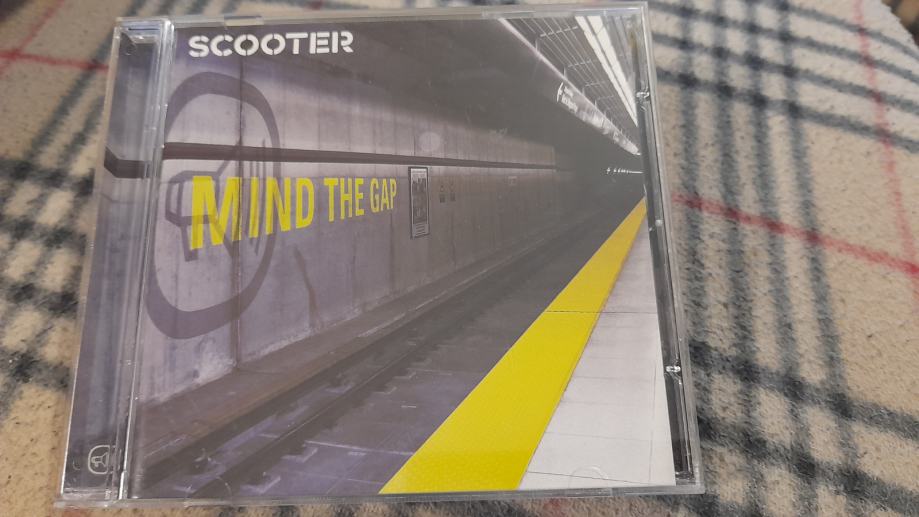 SCOOTER
MIND THE GAP